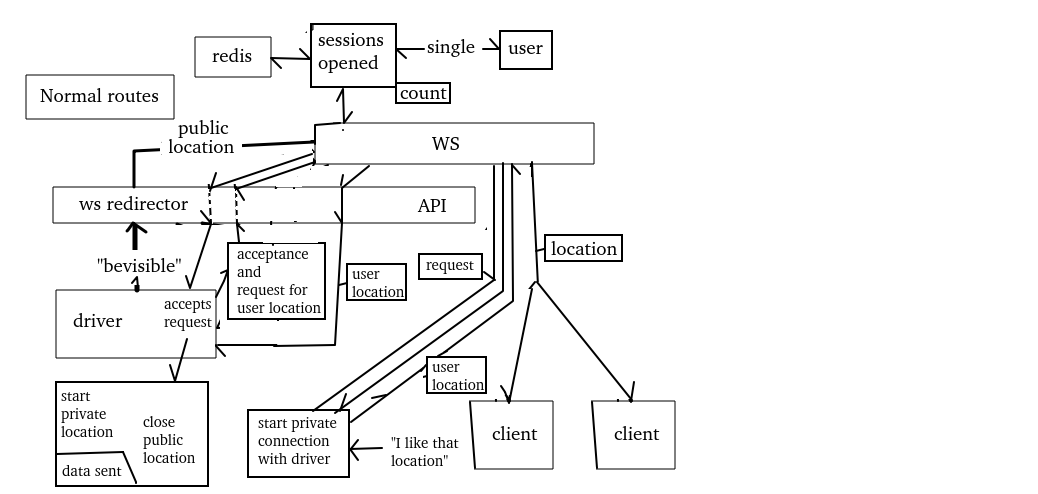 sessions
opened
redis
single
user
count
Normal routes
public
location
WS
ws redirector
API
"bevisible"
acceptance
and
request for
user location
user
location
request
location
driver
accepts
request
user
location
start
private
location
close
public
location
data sent
start private
connection
with driver
"I like that
location"
client
client